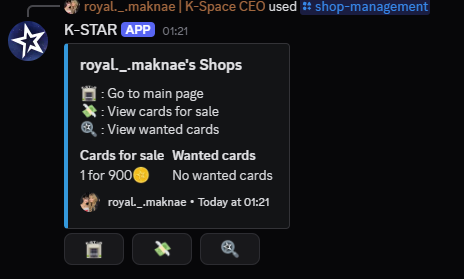 royal._.maknae | K-Space CEO used shop-management
K-STAR APP 01:21
royal._.maknae's Shops
: Go to main page
: View cards for sale
: View wanted cards
Cards for sale Wanted cards
1 for 900 No wanted cards
royal._.maknae • Today at 01:21